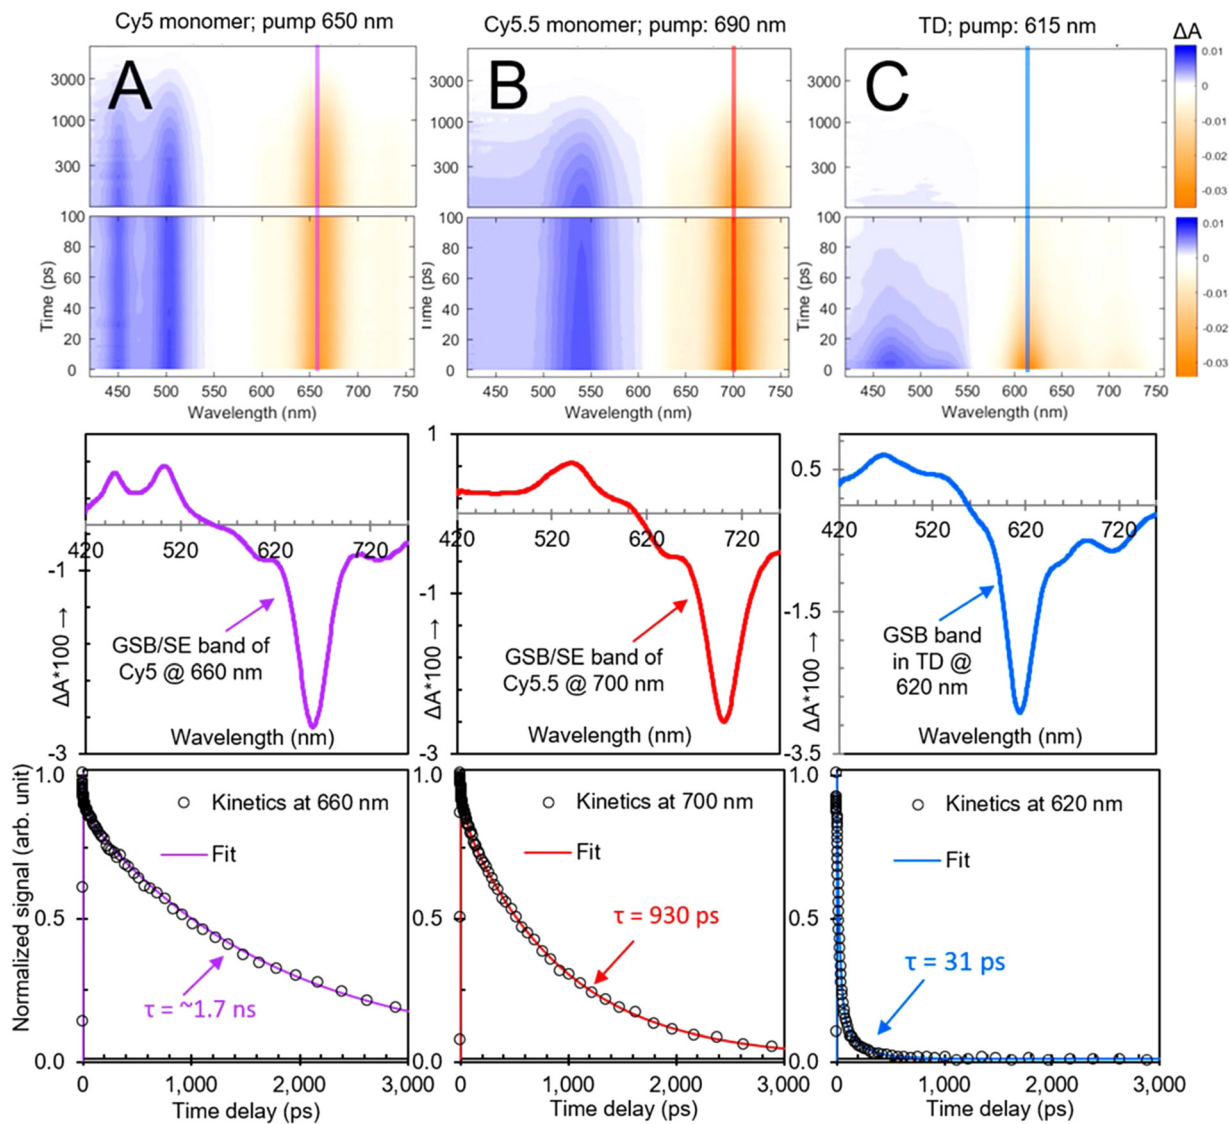 Cy5 monomer; pump 650 nm
Cy5.5 monomer; pump: 690 nm
TD; pump: 615 nm
ΔA
A
B
C
3000
1000
300
3000
1000
300
1000
300
0.01
0
-0.01
-0.02
-0.03
100
80
60
40
20
0
Time (ps)
100
80
60
40
20
0
Time (ps)
100
80
60
40
20
0
Time (ps)
0.01
0
-0.01
-0.02
-0.03
450 500 550 600 650 700 750
450 500 550 600 650 700 750
450 500 550 600 650 700 750
Wavelength (nm)
Wavelength (nm)
Wavelength (nm)
420 520 620 720
-1
-3
ΔA*100 →
GSB/SE band of
Cy5 @ 660 nm
Wavelength (nm)
1
420 520 620 720
-1
-3
ΔA*100 →
GSB/SE band of
Cy5.5 @ 700 nm
Wavelength (nm)
0.5
420 520 620 720
-1.5
-3.5
ΔA*100 →
GSB band
in TD @
620 nm
Wavelength (nm)
Normalized signal (arb. unit)
1.0
0.5
0.0
Kinetics at 660 nm
Fit
τ = ~1.7 ns
0 1,000 2,000 3,000
Time delay (ps)
1.0
0.5
0.0
Kinetics at 700 nm
Fit
τ = 930 ps
0 1,000 2,000 3,000
Time delay (ps)
1.0
0.5
0.0
Kinetics at 620 nm
Fit
τ = 31 ps
0 1,000 2,000 3,000
Time delay (ps)